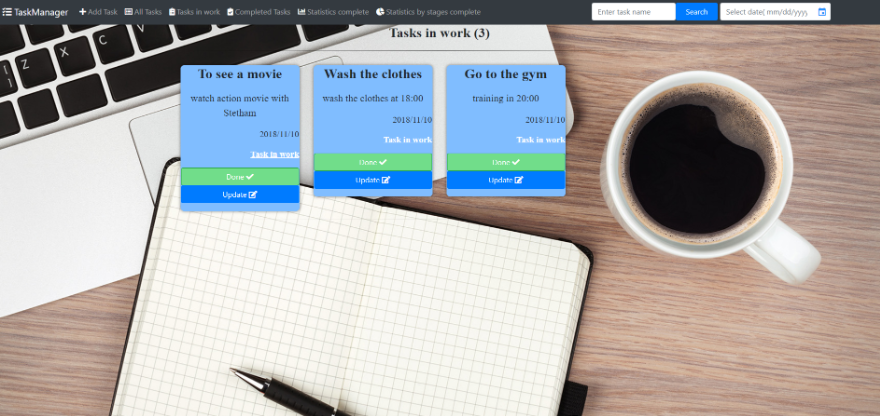 TaskManager Add Task All Tasks Tasks in work Completed Tasks Statistics complete Statistics by stages complete Enter task name Search Select date( mm/dd/yyyy
Tasks in work (3)
To see a movie
watch action movie with
Stetham
2018/11/10
Task in work
Done
Update
Wash the clothes
wash the clothes at 18:00
2018/11/10
Task in work
Done
Update
Go to the gym
training in 20:00
2018/11/10
Task in work
Done
Update